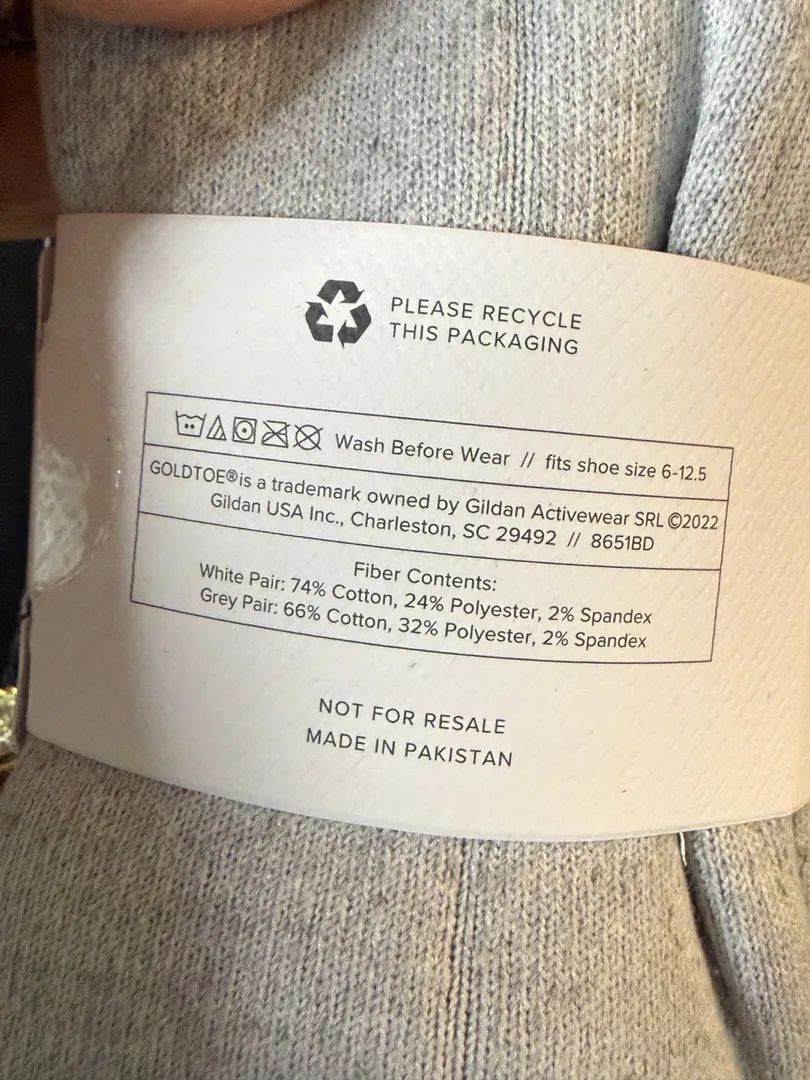 PLEASE RECYCLE
THIS PACKAGING
Wash Before Wear // fits shoe size 6-12.5
GOLDTOE® is a trademark owned by Gildan Activewear SRL ©2022
Gildan USA Inc., Charleston, SC 29492 // 8651BD
Fiber Contents:
White Pair: 74% Cotton, 24% Polyester, 2% Spandex
Grey Pair: 66% Cotton, 32% Polyester, 2% Spandex
NOT FOR RESALE
MADE IN PAKISTAN